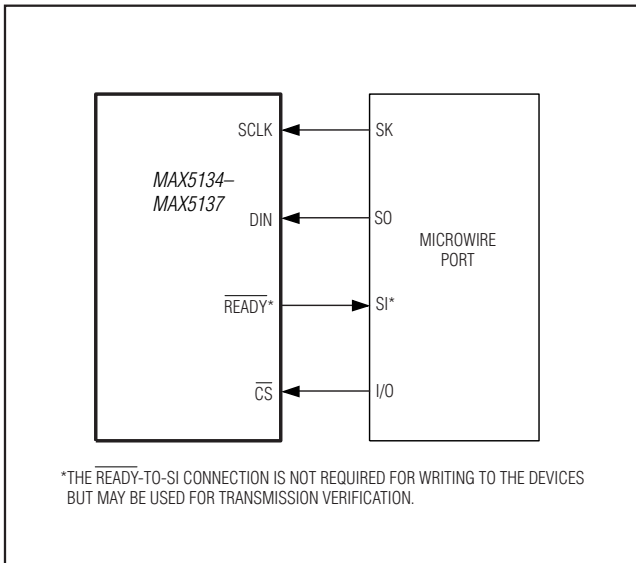 SCLK SK
MAX5134–
MAX5137
DIN SO
MICROWIRE
PORT
READY* SI*
CS I/O
*THE READY-TO-SI CONNECTION IS NOT REQUIRED FOR WRITING TO THE DEVICES
BUT MAY BE USED FOR TRANSMISSION VERIFICATION.